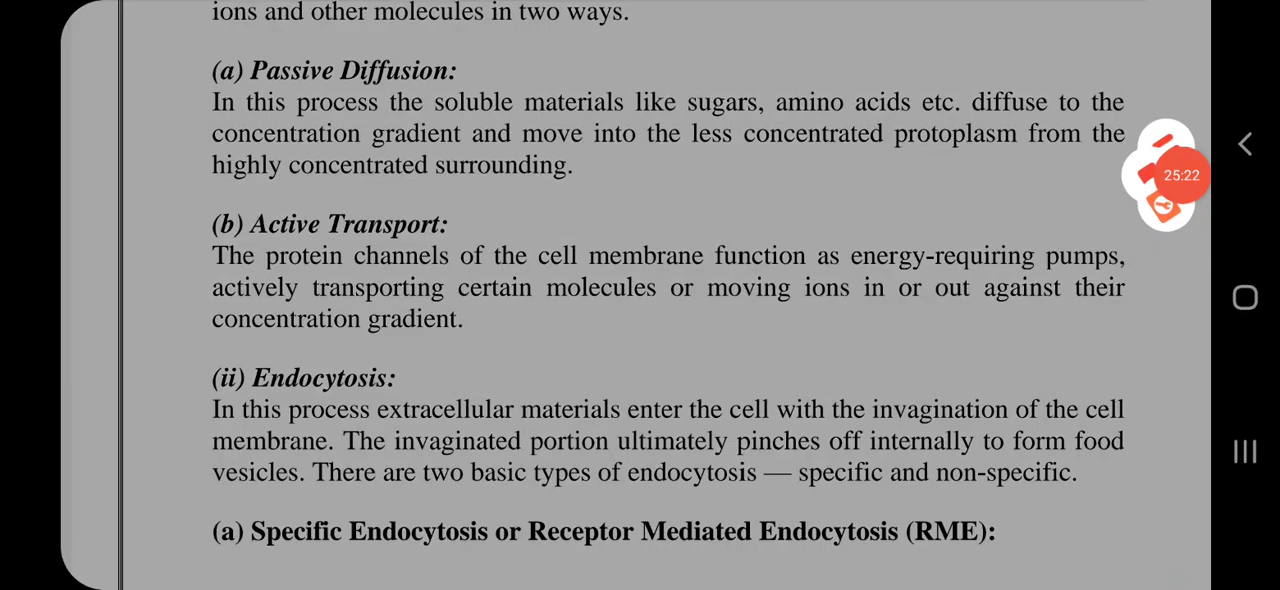 ions and other molecules in two ways.
(a) Passive Diffusion:
In this process the soluble materials like sugars, amino acids etc. diffuse to the
concentration gradient and move into the less concentrated protoplasm from the
highly concentrated surrounding.
(b) Active Transport:
The protein channels of the cell membrane function as energy-requiring pumps,
actively transporting certain molecules or moving ions in or out against their
concentration gradient.
(ii) Endocytosis:
In this process extracellular materials enter the cell with the invagination of the cell
membrane. The invaginated portion ultimately pinches off internally to form food
vesicles. There are two basic types of endocytosis — specific and non-specific.
(a) Specific Endocytosis or Receptor Mediated Endocytosis (RME):
25:22